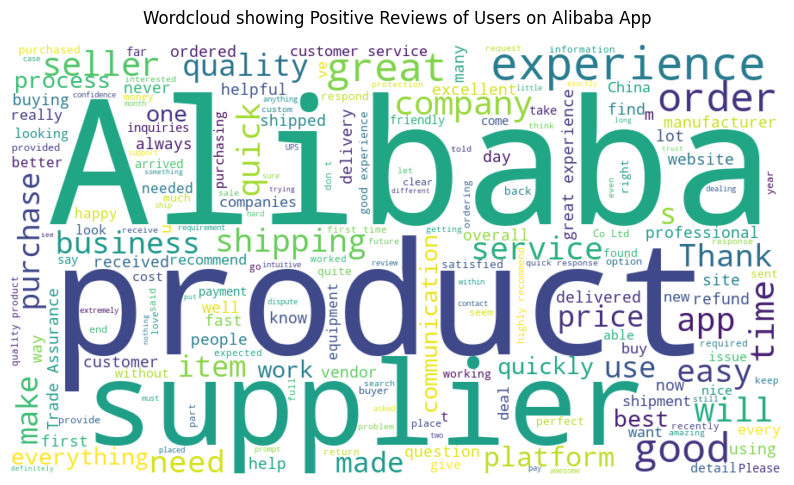 Wordcloud showing Positive Reviews of Users on Alibaba App
purchased far ordered customer service many request information
case seller quality great experience
interested ve excellent exactly little
process never helpful respond company China order
confidence money anything protection take find m
buying month custom friendly come think long manufacturer
really one shipped delivery lot
looking inquiries quick purchasing
provided always told trust
better support UPS day website
something good experience great experience
Alibaba
arrived sure don t let even dealing
needed trying clear back right year
companies sale different
happy much hard ordering s
look ship u first time getting Co Ltd professional
purchase business shipping service overall
see receive requirement future found response
say received recommend worked satisfied quick response option Thank
go intuitive
cost quite review sent
quality product put within site
product
extremely payment dispute seem contact highly recommend delivered new refund
love said well communication price app time
end know equipment required
way nothing fast expected able
people buy issue
Trade Assurance customer item work vendor quickly use easy
without search working now nice keep
make full buyer deal shipment still
must t place best will
provide part asked perfect want recently every
supplier
first placed problem two amazing
everything need help made question platform good using
prompt return give detail Please
definitely pay awesome